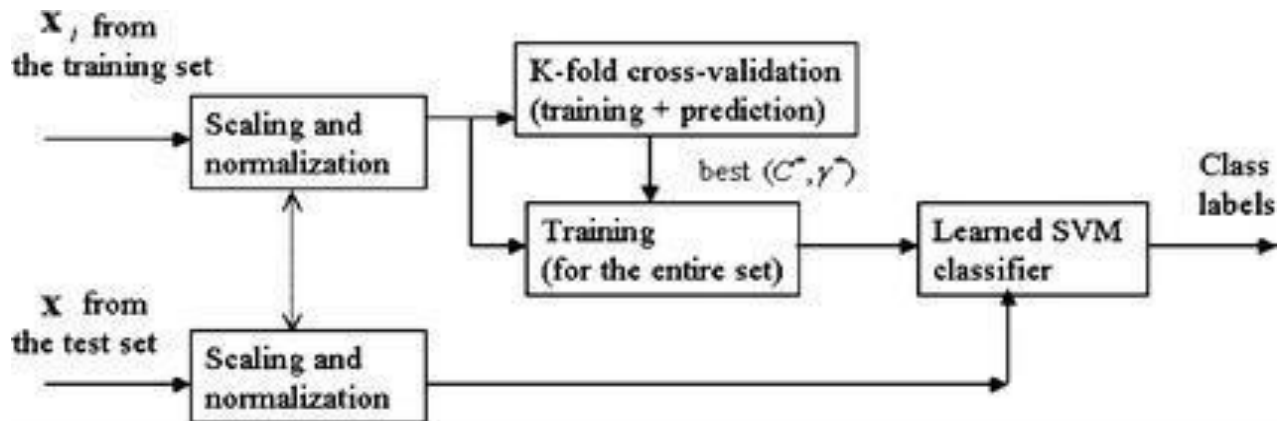 x_i from
the training set
Scaling and
normalization
K-fold cross-validation
(training + prediction)
best (C*,γ*)
Training
(for the entire set)
Learned SVM
classifier
Class
labels
x from
the test set
Scaling and
normalization